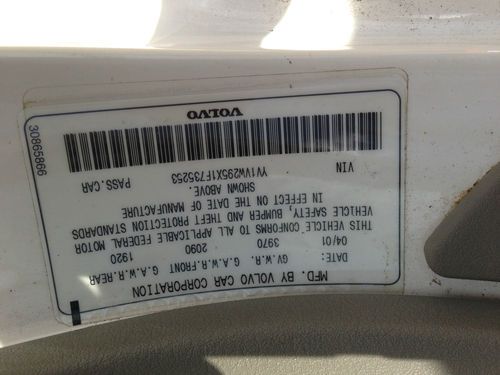 MFD. BY VOLVO CAR CORPORATION
DATE: G.V.W.R. G.A.W.R.FRONT G.A.W.R.REAR
04/01 3970 2090 1920
THIS VEHICLE CONFORMS TO ALL APPLICABLE FEDERAL MOTOR
VEHICLE SAFETY, BUMPER AND THEFT PROTECTION STANDARDS
IN EFFECT ON THE DATE OF MANUFACTURE
SHOWN ABOVE.
VIN YV1VW295X1F735253 PASS.CAR
VOLVO
30865866